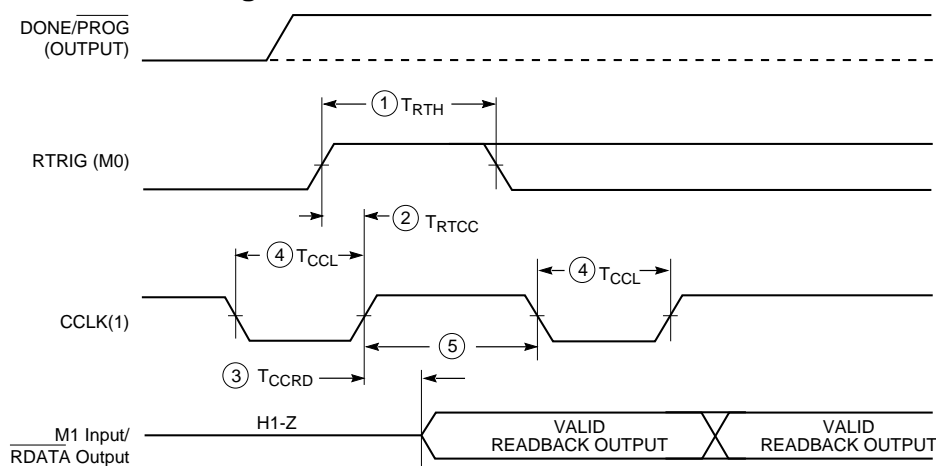 DONE/PROG
(OUTPUT)
1 TRTH
RTRIG (M0)
2 TRTCC
4 TCCL
4 TCCL
CCLK(1)
5
3 TCCRD
H1-Z
M1 Input/
RDATA Output
VALID
READBACK OUTPUT
VALID
READBACK OUTPUT